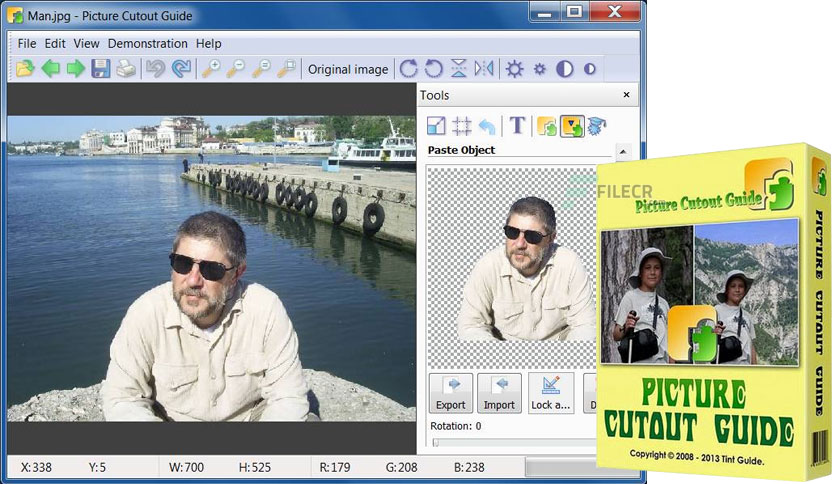 Man.jpg - Picture Cutout Guide
File Edit View Demonstration Help
Original image
Tools
Paste Object
FILECR
Export Import Lock a... D
Rotation: 0
X:338 Y:5 W:700 H:525 R:179 G:208 B:238
Picture Cutout Guide
PICTURE
CUTOUT GUIDE
Copyright © 2008 - 2013 Tint Guide.
PICTURE CUTOUT GUIDE